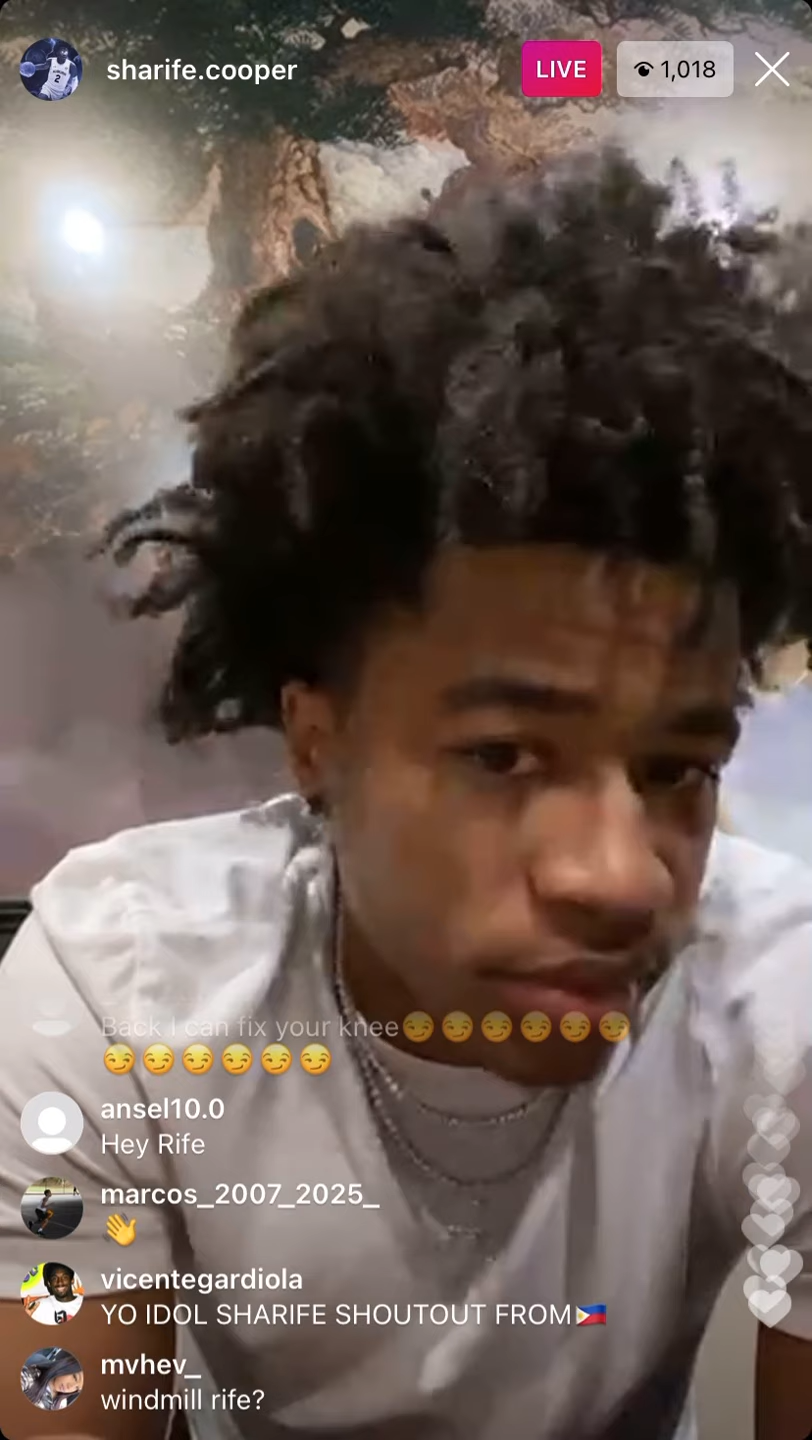 sharife.cooper
LIVE
1,018
Back I can fix your knee😏😏😏😏😏😏
😏😏😏😏😏😏
ansel10.0
Hey Rife
marcos_2007_2025_
👋
vicentegardiola
YO IDOL SHARIFE SHOUTOUT FROM🇵🇭
mvhev_
windmill rife?